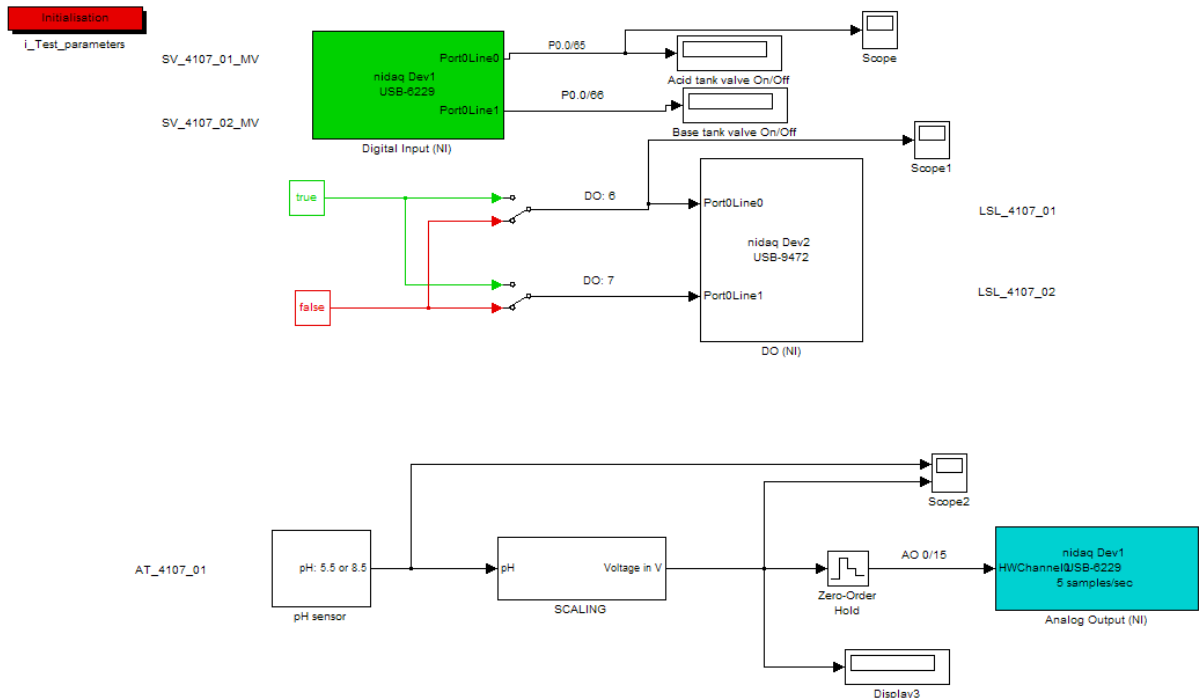 Initialisation
i_Test_parameters
SV_4107_01_MV
SV_4107_02_MV
Port0Line0
nidaq Dev1
USB-6229
Port0Line1
Digital Input (NI)
P0.0/65
P0.0/66
Scope
Acid tank valve On/Off
Base tank valve On/Off
Scope1
true
false
DO: 6
DO: 7
Port0Line0
nidaq Dev2
USB-9472
Port0Line1
DO (NI)
LSL_4107_01
LSL_4107_02
AT_4107_01
pH: 5.5 or 8.5
pH sensor
pH
Voltage in V
SCALING
Scope2
Zero-Order
Hold
AO 0/15
nidaq Dev1
HWChannel0
USB-6229
5 samples/sec
Analog Output (NI)
Display3